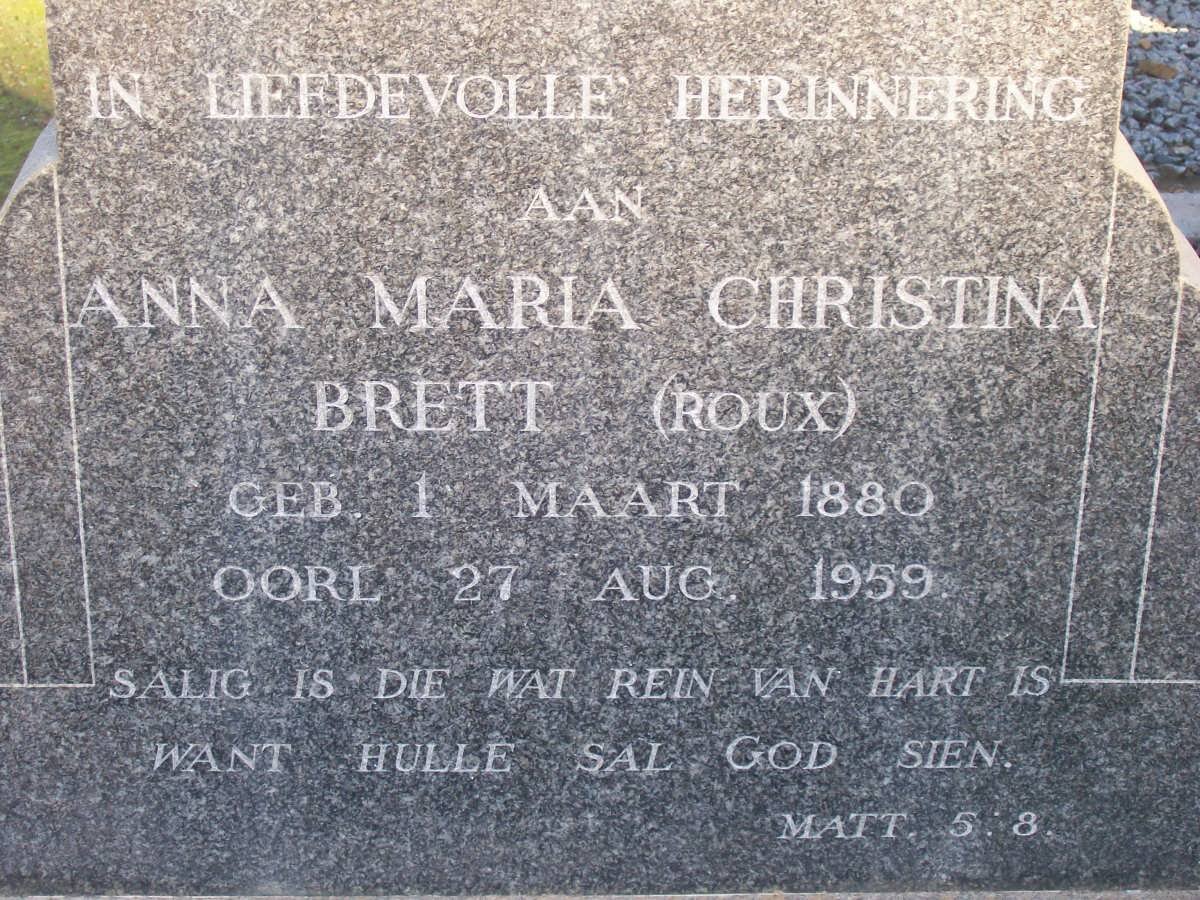 IN LIEFDEVOLLE HERINNERING
AAN
ANNA MARIA CHRISTINA
BRETT (ROUX)
GEB. 1 MAART 1880
OORL 27 AUG. 1959.
SALIG IS DIE WAT REIN VAN HART IS
WANT HULLE SAL GOD SIEN.
MATT. 5:8.